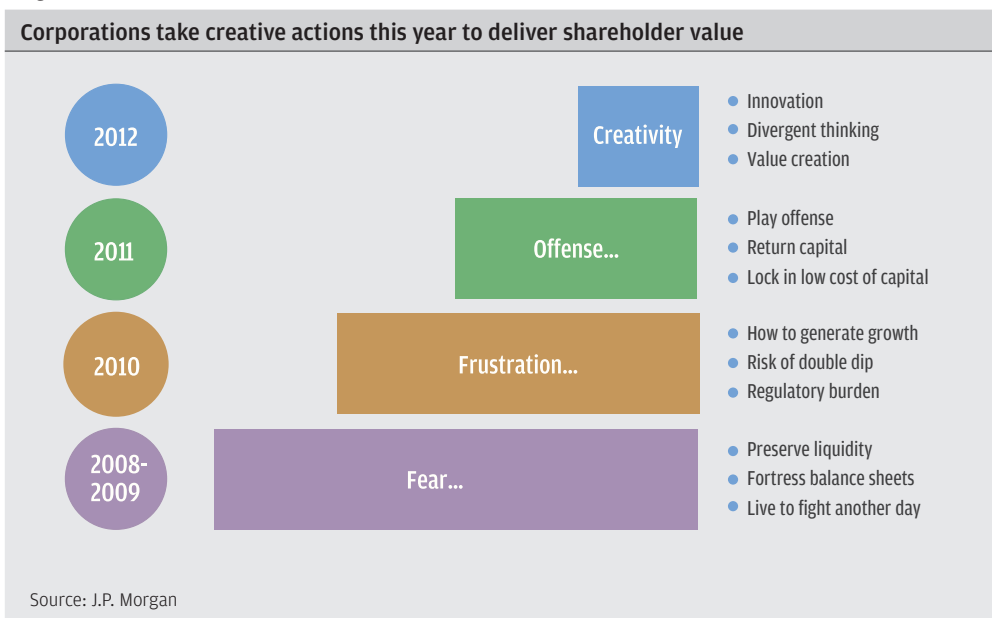 Corporations take creative actions this year to deliver shareholder value
2012
Creativity
Innovation
Divergent thinking
Value creation
2011
Offense...
Play offense
Return capital
Lock in low cost of capital
2010
Frustration...
How to generate growth
Risk of double dip
Regulatory burden
2008-
2009
Fear...
Preserve liquidity
Fortress balance sheets
Live to fight another day
Source: J.P. Morgan